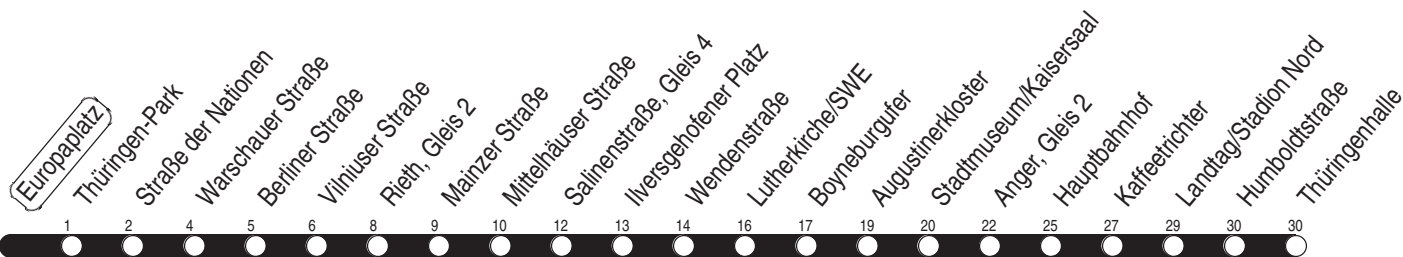 Europaplatz
Thüringen-Park
Straße der Nationen
Warschauer Straße
Berliner Straße
Vilniuser Straße
Rieth, Gleis 2
Mainzer Straße
Mittelhäuser Straße
Salinenstraße, Gleis 4
Ilversgehofener Platz
Wendenstraße
Lutherkirche/SWE
Boyneburgufer
Augustinerkloster
Stadtmuseum/Kaisersaal
Anger, Gleis 2
Hauptbahnhof
Kaffeetrichter
Landtag/Stadion Nord
Humboldtstraße
Thüringenhalle
1 2 4 5 6 8 9 10 12 13 14 16 17 19 20 22 25 27 29 30 30